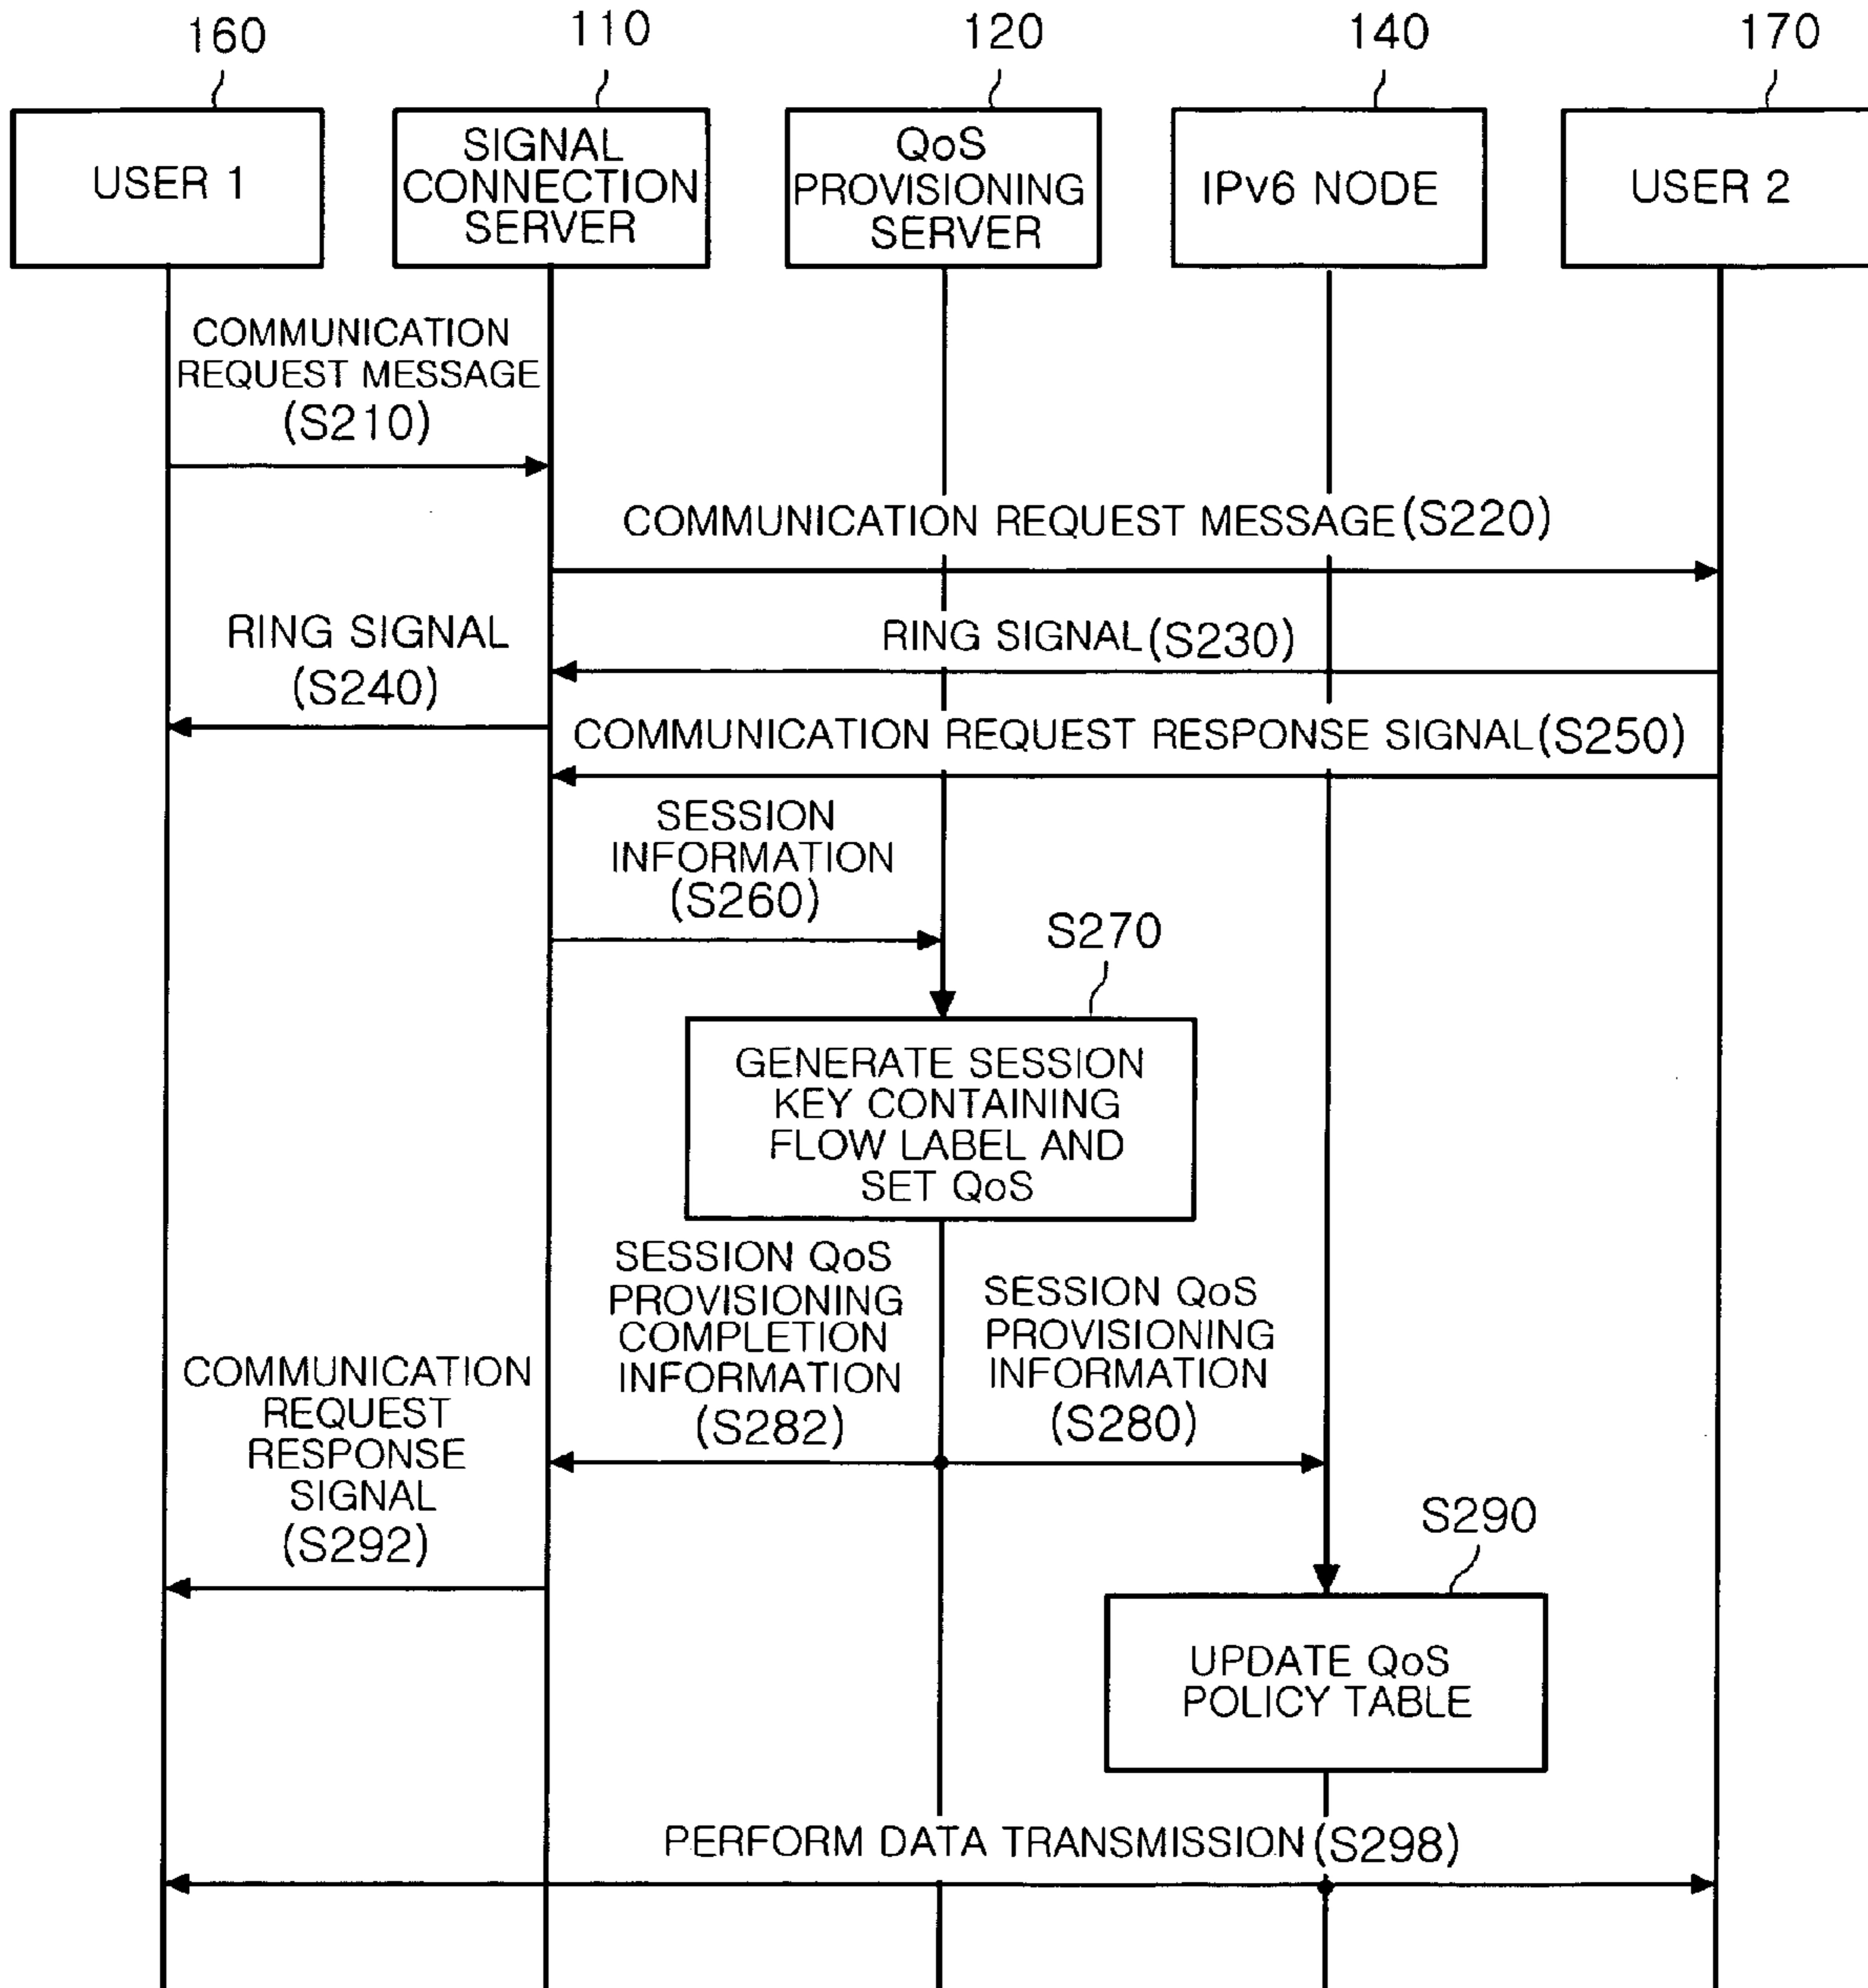 160
110
120
140
170
USER 1
SIGNAL
CONNECTION
SERVER
QoS
PROVISIONING
SERVER
IPv6 NODE
USER 2
COMMUNICATION
REQUEST MESSAGE
(S210)
COMMUNICATION REQUEST MESSAGE(S220)
RING SIGNAL
(S240)
RING SIGNAL(S230)
COMMUNICATION REQUEST RESPONSE SIGNAL(S250)
SESSION
INFORMATION
(S260)
S270
GENERATE SESSION
KEY CONTAINING
FLOW LABEL AND
SET QoS
SESSION QoS
PROVISIONING
COMPLETION
INFORMATION
(S282)
SESSION QoS
PROVISIONING
INFORMATION
(S280)
COMMUNICATION
REQUEST
RESPONSE
SIGNAL
(S292)
S290
UPDATE QoS
POLICY TABLE
PERFORM DATA TRANSMISSION(S298)